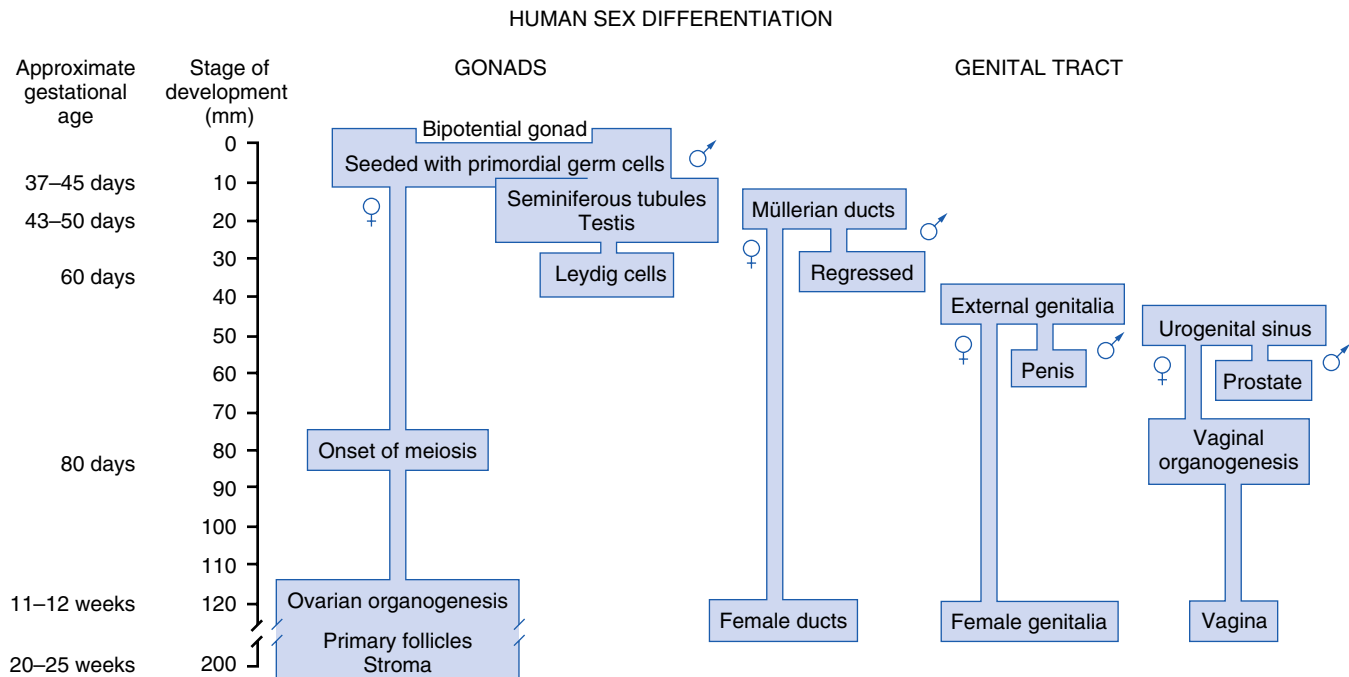 HUMAN SEX DIFFERENTIATION
Approximate
gestational
age
Stage of
development
(mm)
GONADS
GENITAL TRACT
0
10
20
30
40
50
60
70
80
90
100
110
120
200
37–45 days
43–50 days
60 days
80 days
11–12 weeks
20–25 weeks
Bipotential gonad
Seeded with primordial germ cells
♂
♀
Seminiferous tubules
Testis
Leydig cells
Onset of meiosis
Ovarian organogenesis
Primary follicles
Stroma
Müllerian ducts
♀
♂
Regressed
Female ducts
External genitalia
♀
♂
Penis
Female genitalia
Urogenital sinus
♀
♂
Prostate
Vaginal
organogenesis
Vagina